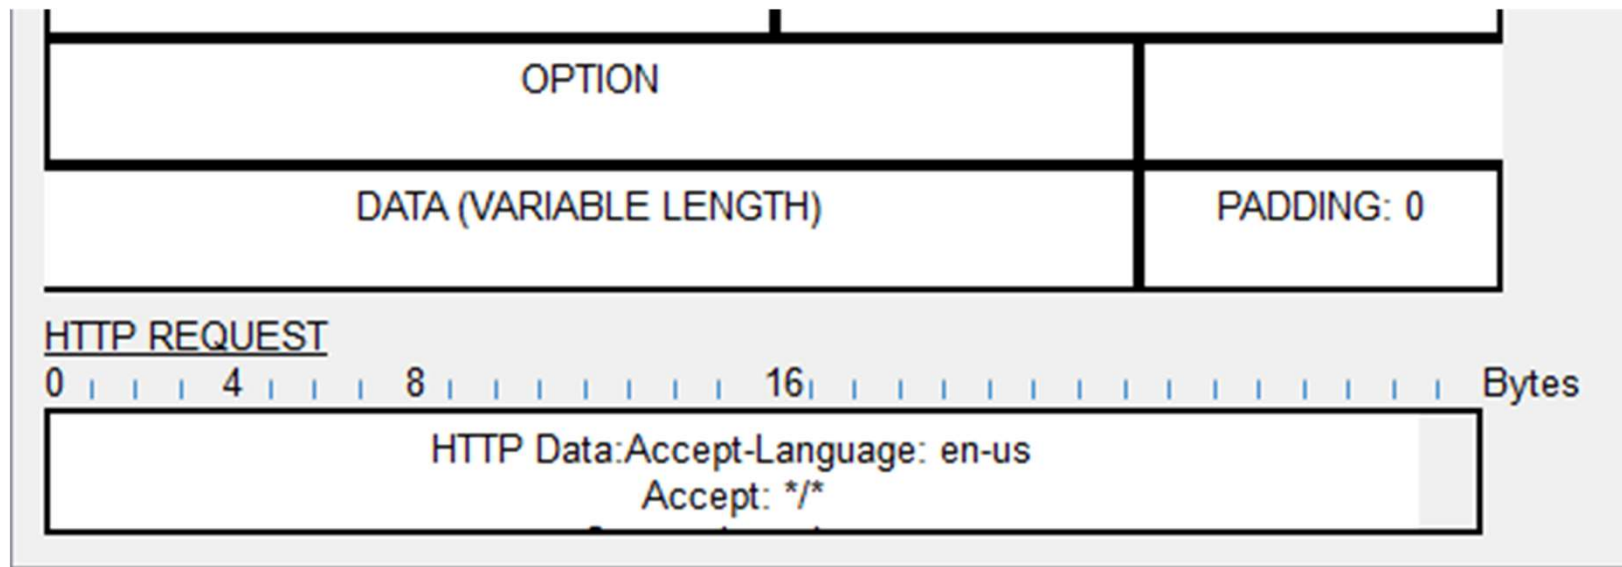 OPTION
DATA (VARIABLE LENGTH) PADDING: 0
HTTP REQUEST
0 4 8 16 Bytes
HTTP Data:Accept-Language: en-us
Accept: */*